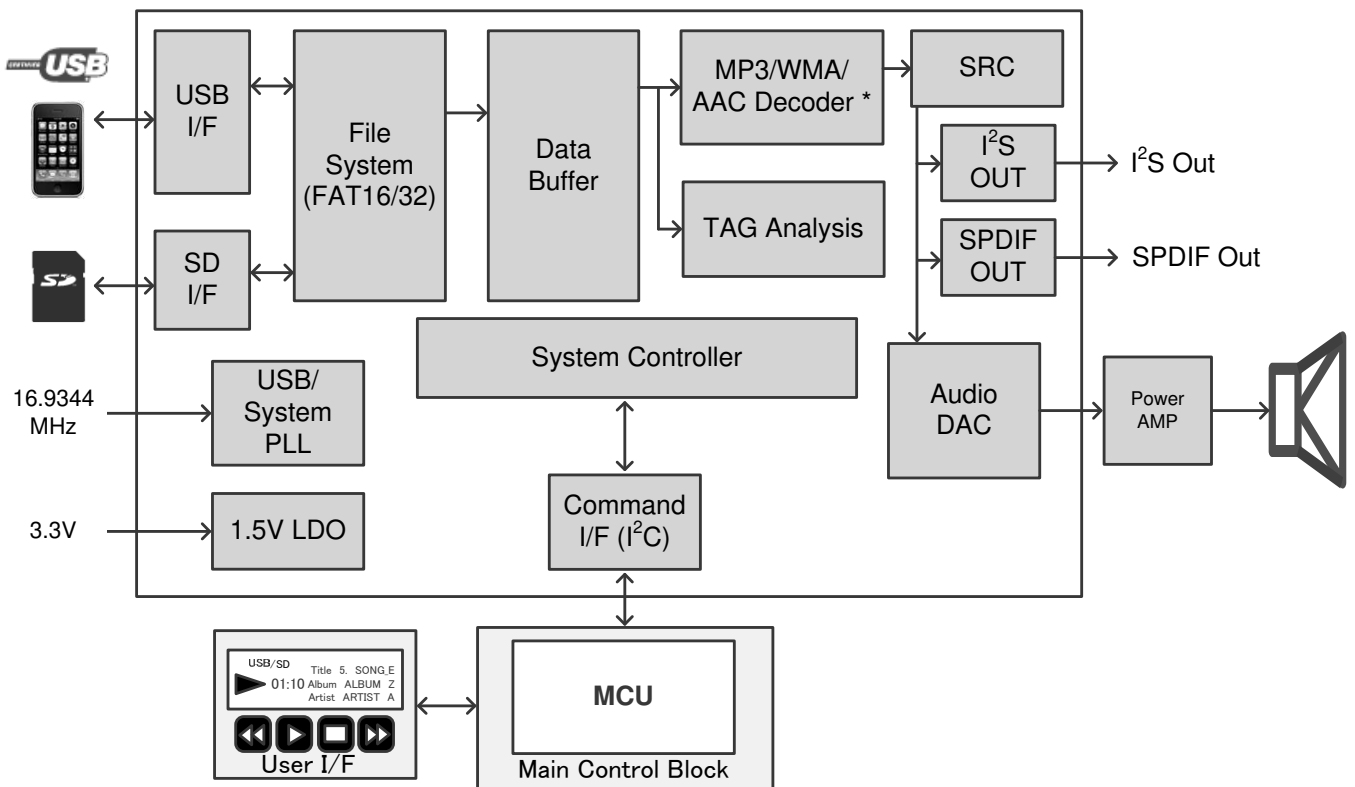 USB
USB
I/F
File
System
(FAT16/32)
Data
Buffer
MP3/WMA/
AAC Decoder *
SRC
I²S
OUT
I²S Out
TAG Analysis
SPDIF
OUT
SPDIF Out
SD
I/F
SD
System Controller
16.9344
MHz
USB/
System
PLL
Audio
DAC
Power
AMP
3.3V
1.5V LDO
Command
I/F (I²C)
USB/SD
Title 5. SONG_E
01:10 Album ALBUM Z
Artist ARTIST A
User I/F
MCU
Main Control Block